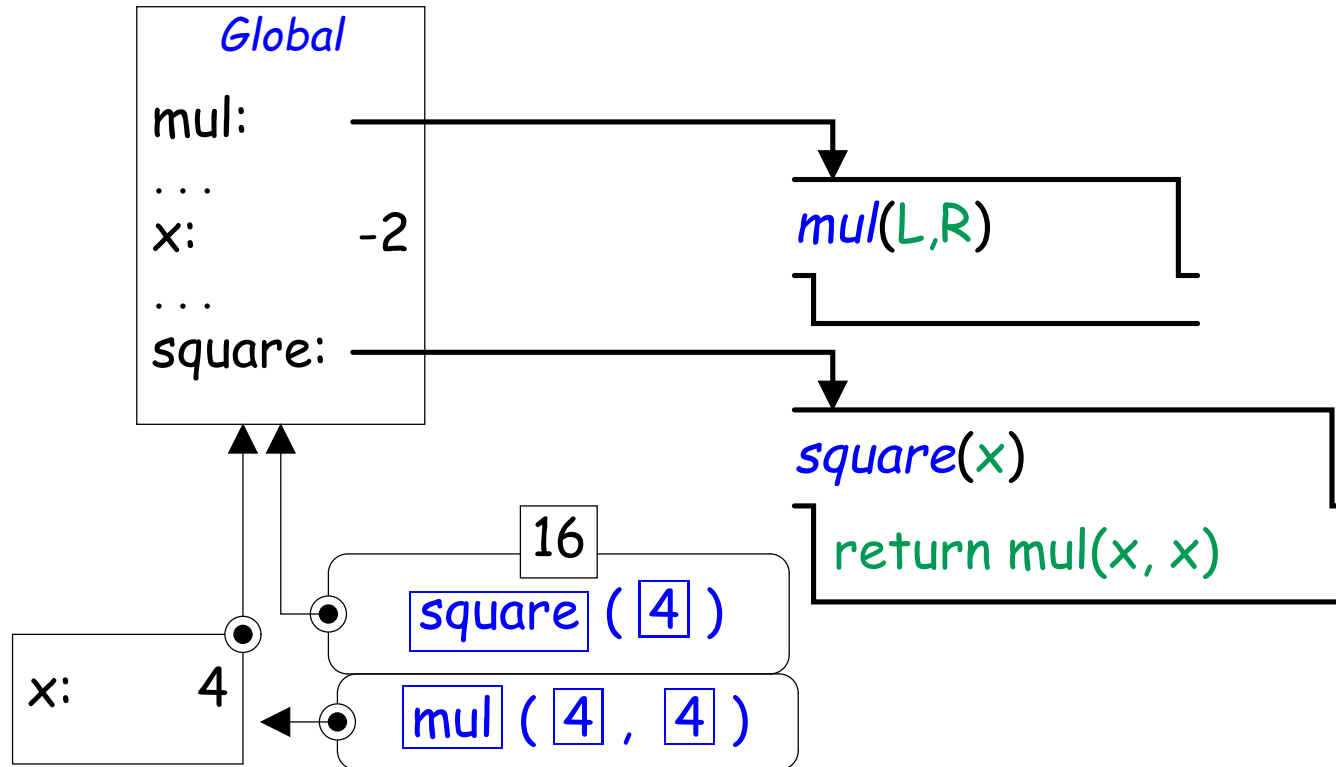 Global
mul:
. . .
x: -2
. . .
square:
mul(L,R)
square(x)
return mul(x, x)
16
square ( 4 )
x: 4
mul ( 4 , 4 )